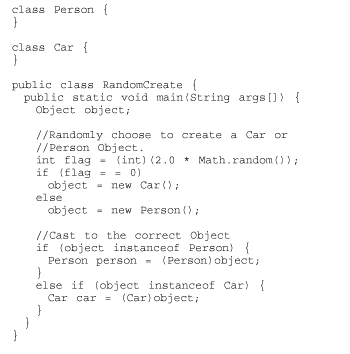 class Person {
}

class Car {
}

public class RandomCreate {
  public static void main(String args[]) {
    Object object;

    //Randomly choose to create a Car or
    //Person Object.
    int flag = (int)(2.0 * Math.random());
    if (flag = = 0)
      object = new Car();
    else
      object = new Person();

    //Cast to the correct Object
    if (object instanceof Person) {
      Person person = (Person)object;
    }
    else if (object instanceof Car) {
      Car car = (Car)object;
    }
  }
}